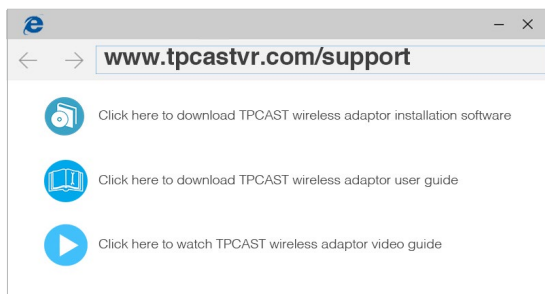 www.tpcastvr.com/support
Click here to download TPCAST wireless adaptor installation software
Click here to download TPCAST wireless adaptor user guide
Click here to watch TPCAST wireless adaptor video guide